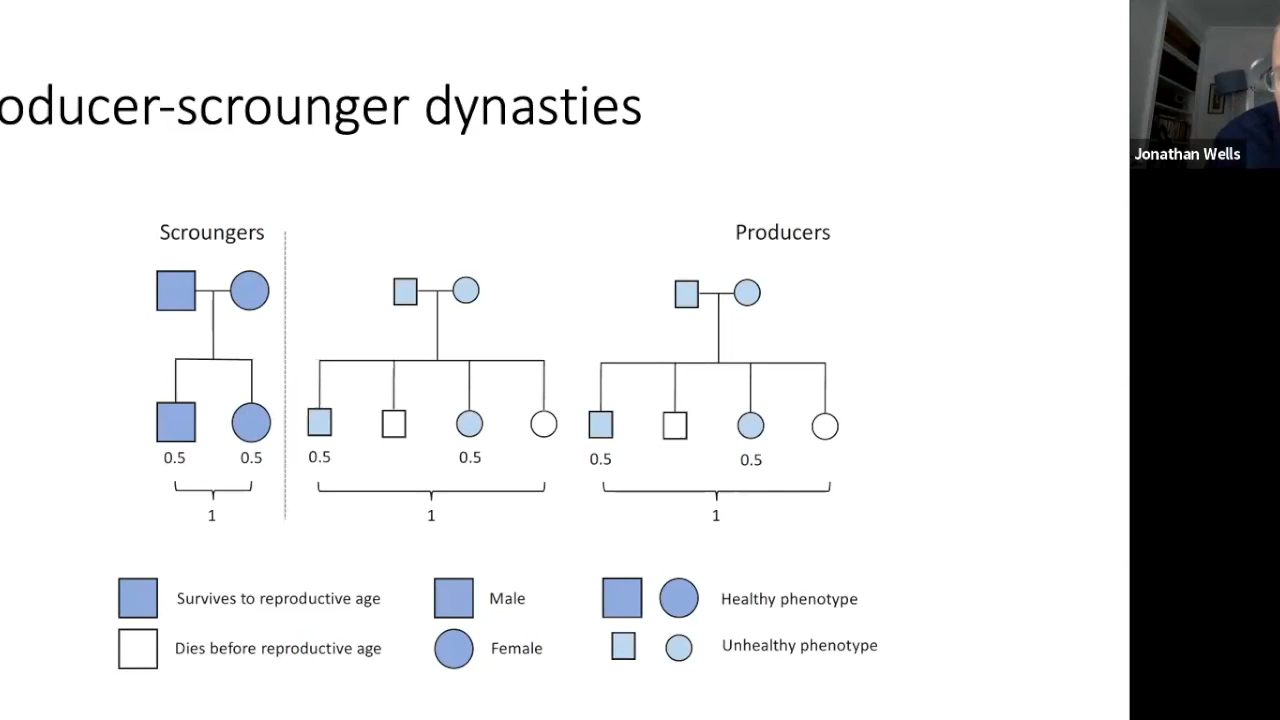 oducer-scrounger dynasties
Jonathan Wells
Scroungers
Producers
0.5 0.5 0.5 0.5 0.5 0.5
1 1 1
Survives to reproductive age
Male
Healthy phenotype
Dies before reproductive age
Female
Unhealthy phenotype